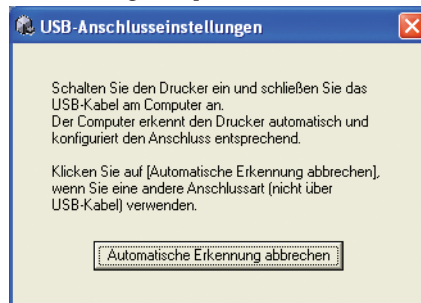 USB-Anschlusseinstellungen
Schalten Sie den Drucker ein und schließen Sie das
USB-Kabel am Computer an.
Der Computer erkennt den Drucker automatisch und
konfiguriert den Anschluss entsprechend.
Klicken Sie auf [Automatische Erkennung abbrechen],
wenn Sie eine andere Anschlussart (nicht über
USB-Kabel) verwenden.
Automatische Erkennung abbrechen